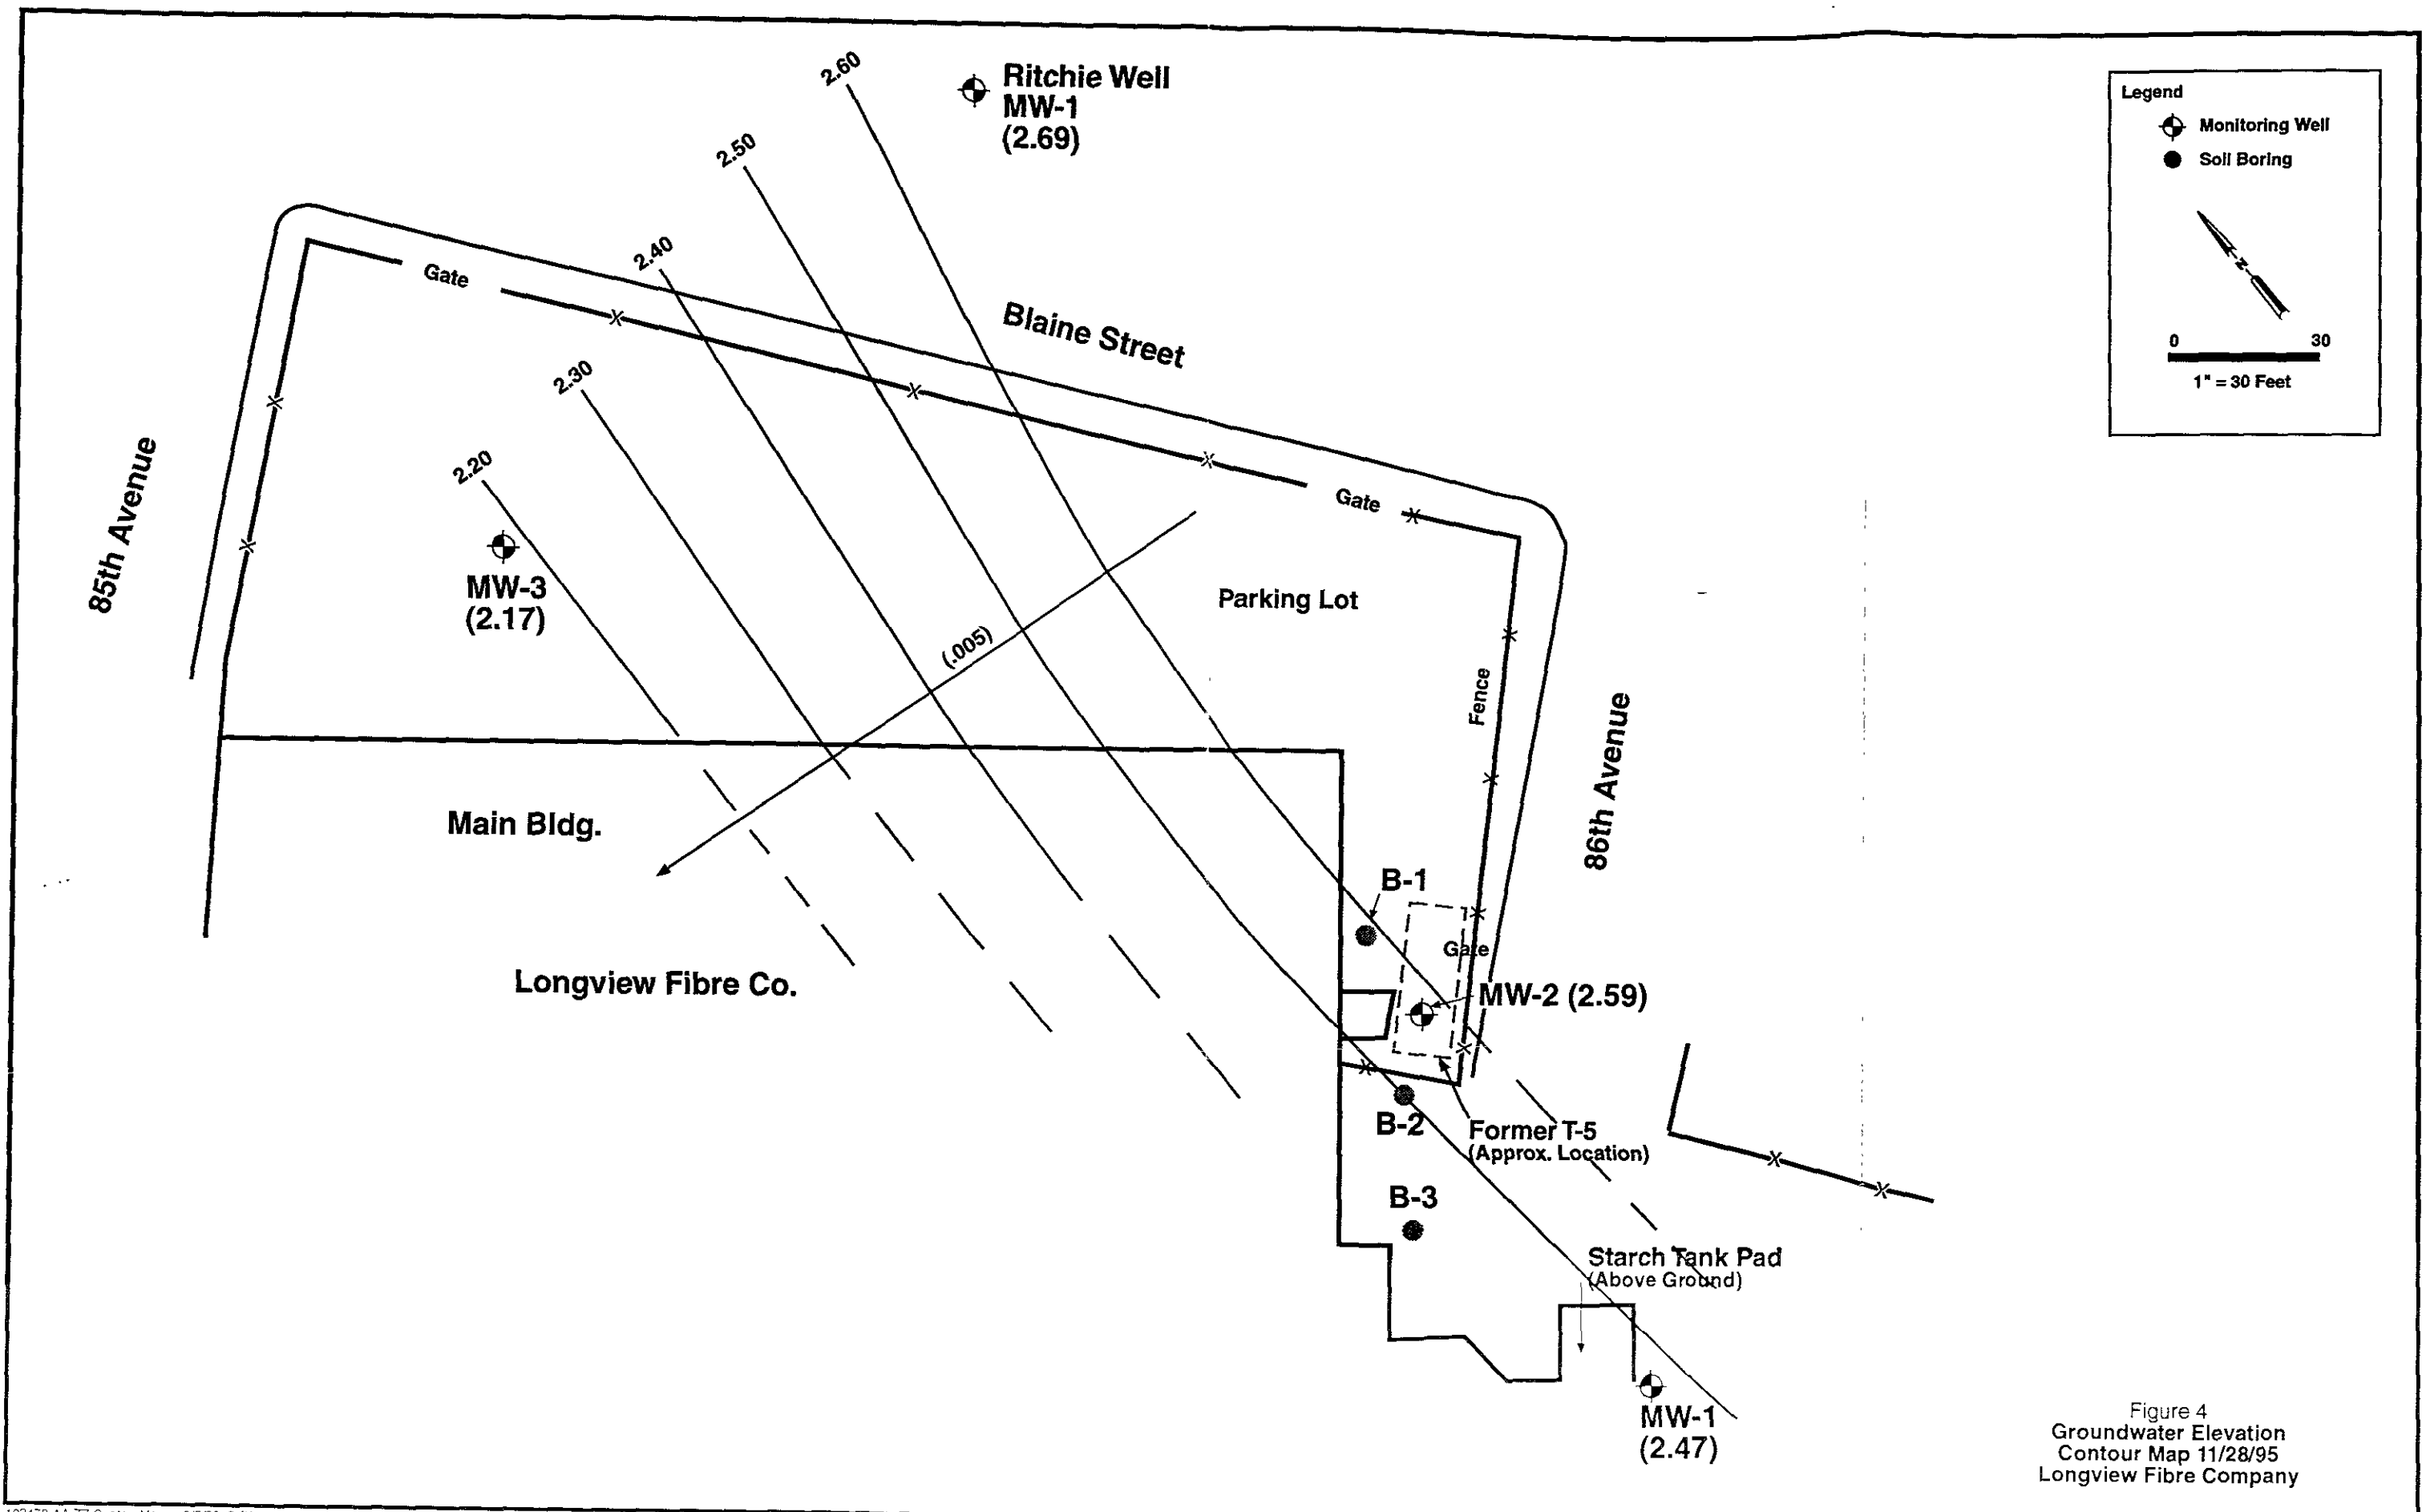 2.60
Ritchie Well
MW-1
(2.69)
Legend
Monitoring Well
Soil Boring
N
0 30
1" = 30 Feet
2.50
2.40
Gate
Blaine Street
2.30
2.20
85th Avenue
MW-3
(2.17)
Gate
Parking Lot
(.005)
Fence
86th Avenue
Main Bldg.
B-1
Gate
Longview Fibre Co.
MW-2 (2.59)
B-2
Former T-5
(Approx. Location)
B-3
Starch Tank Pad
(Above Ground)
MW-1
(2.47)
Figure 4
Groundwater Elevation
Contour Map 11/28/95
Longview Fibre Company